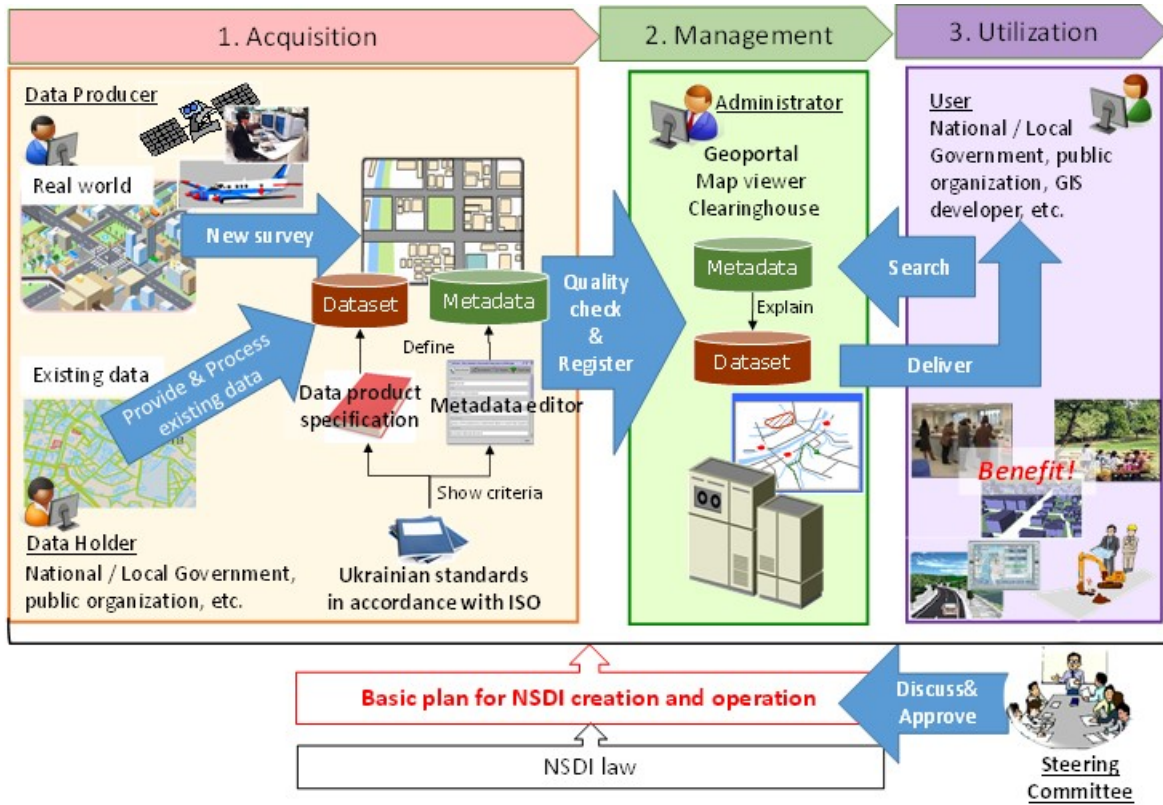 1. Acquisition
2. Management
3. Utilization
Data Producer
Real world
New survey
Dataset
Metadata
Define
Existing data
Provide & Process
existing data
Data product
specification
Metadata editor
Show criteria
Data Holder
National / Local Government,
public organization, etc.
Ukrainian standards
in accordance with ISO
Quality
check
&
Register
Administrator
Geoportal
Map viewer
Clearinghouse
Metadata
Explain
Dataset
User
National / Local
Government, public
organization, GIS
developer, etc.
Search
Deliver
Benefit!
Basic plan for NSDI creation and operation
Discuss&
Approve
NSDI law
Steering
Committee